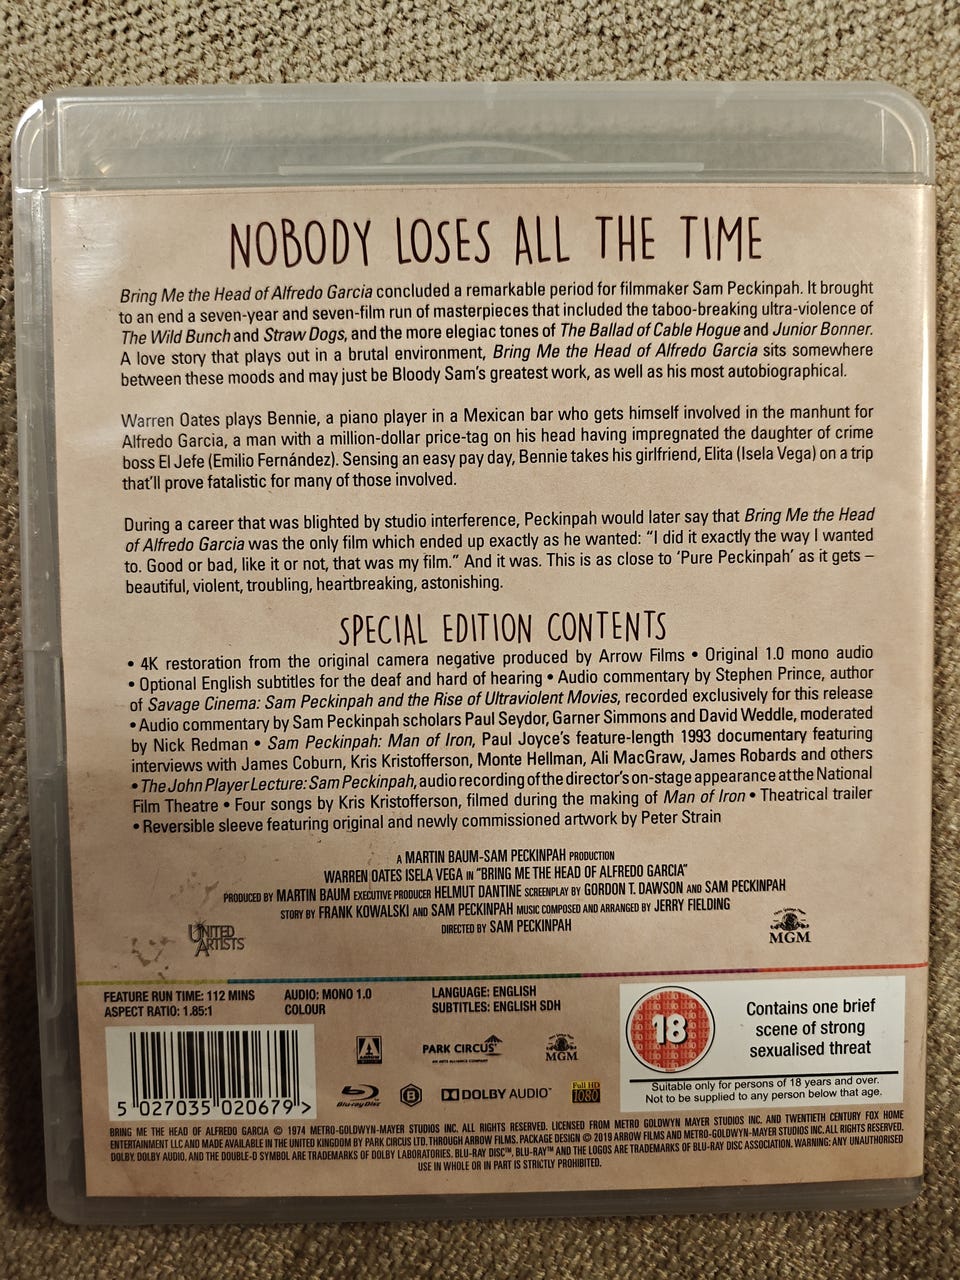 NOBODY LOSES ALL THE TIME
Bring Me the Head of Alfredo Garcia concluded a remarkable period for filmmaker Sam Peckinpah. It brought
to an end a seven-year and seven-film run of masterpieces that included the taboo-breaking ultra-violence of
The Wild Bunch and Straw Dogs, and the more elegiac tones of The Ballad of Cable Hogue and Junior Bonner.
A love story that plays out in a brutal environment, Bring Me the Head of Alfredo Garcia sits somewhere
between these moods and may just be Bloody Sam's greatest work, as well as his most autobiographical.
Warren Oates plays Bennie, a piano player in a Mexican bar who gets himself involved in the manhunt for
Alfredo Garcia, a man with a million-dollar price-tag on his head having impregnated the daughter of crime
boss El Jefe (Emilio Fernández). Sensing an easy pay day, Bennie takes his girlfriend, Elita (Isela Vega) on a trip
that'll prove fatalistic for many of those involved.
During a career that was blighted by studio interference, Peckinpah would later say that Bring Me the Head
of Alfredo Garcia was the only film which ended up exactly as he wanted: “I did it exactly the way I wanted
to. Good or bad, like it or not, that was my film.” And it was. This is as close to ‘Pure Peckinpah’ as it gets –
beautiful, violent, troubling, heartbreaking, astonishing.
SPECIAL EDITION CONTENTS
• 4K restoration from the original camera negative produced by Arrow Films • Original 1.0 mono audio
• Optional English subtitles for the deaf and hard of hearing • Audio commentary by Stephen Prince, author
of Savage Cinema: Sam Peckinpah and the Rise of Ultraviolent Movies, recorded exclusively for this release
• Audio commentary by Sam Peckinpah scholars Paul Seydor, Garner Simmons and David Weddle, moderated
by Nick Redman • Sam Peckinpah: Man of Iron, Paul Joyce's feature-length 1993 documentary featuring
interviews with James Coburn, Kris Kristofferson, Monte Hellman, Ali MacGraw, James Robards and others
• The John Player Lecture: Sam Peckinpah, audio recording of the director's on-stage appearance at the National
Film Theatre • Four songs by Kris Kristofferson, filmed during the making of Man of Iron • Theatrical trailer
• Reversible sleeve featuring original and newly commissioned artwork by Peter Strain
A MARTIN BAUM-SAM PECKINPAH PRODUCTION
WARREN OATES ISELA VEGA IN "BRING ME THE HEAD OF ALFREDO GARCIA"
PRODUCED BY MARTIN BAUM EXECUTIVE PRODUCER HELMUT DANTINE SCREENPLAY BY GORDON T. DAWSON AND SAM PECKINPAH
STORY BY FRANK KOWALSKI AND SAM PECKINPAH MUSIC COMPOSED AND ARRANGED BY JERRY FIELDING
DIRECTED BY SAM PECKINPAH
UNITED
ARTISTS
MGM
FEATURE RUN TIME: 112 MINS
ASPECT RATIO: 1.85:1
AUDIO: MONO 1.0
COLOUR
LANGUAGE: ENGLISH
SUBTITLES: ENGLISH SDH
18
Contains one brief
scene of strong
sexualised threat
Suitable only for persons of 18 years and over.
Not to be supplied to any person below that age.
PARK CIRCUS
MGM
Blu-ray Disc
B
DOLBY AUDIO™
Full HD
1080
5 027035 020679 >
BRING ME THE HEAD OF ALFREDO GARCIA © 1974 METRO-GOLDWYN-MAYER STUDIOS INC. ALL RIGHTS RESERVED. LICENSED FROM METRO GOLDWYN MAYER STUDIOS INC. AND TWENTIETH CENTURY FOX HOME
ENTERTAINMENT LLC AND MADE AVAILABLE IN THE UNITED KINGDOM BY PARK CIRCUS LTD. THROUGH ARROW FILMS. PACKAGE DESIGN © 2019 ARROW FILMS AND METRO-GOLDWYN-MAYER STUDIOS INC. ALL RIGHTS RESERVED.
DOLBY, DOLBY AUDIO, AND THE DOUBLE-D SYMBOL ARE TRADEMARKS OF DOLBY LABORATORIES. BLU-RAY DISC™, BLU-RAY™ AND THE LOGOS ARE TRADEMARKS OF BLU-RAY DISC ASSOCIATION. WARNING: ANY UNAUTHORISED
USE IN WHOLE OR IN PART IS STRICTLY PROHIBITED.